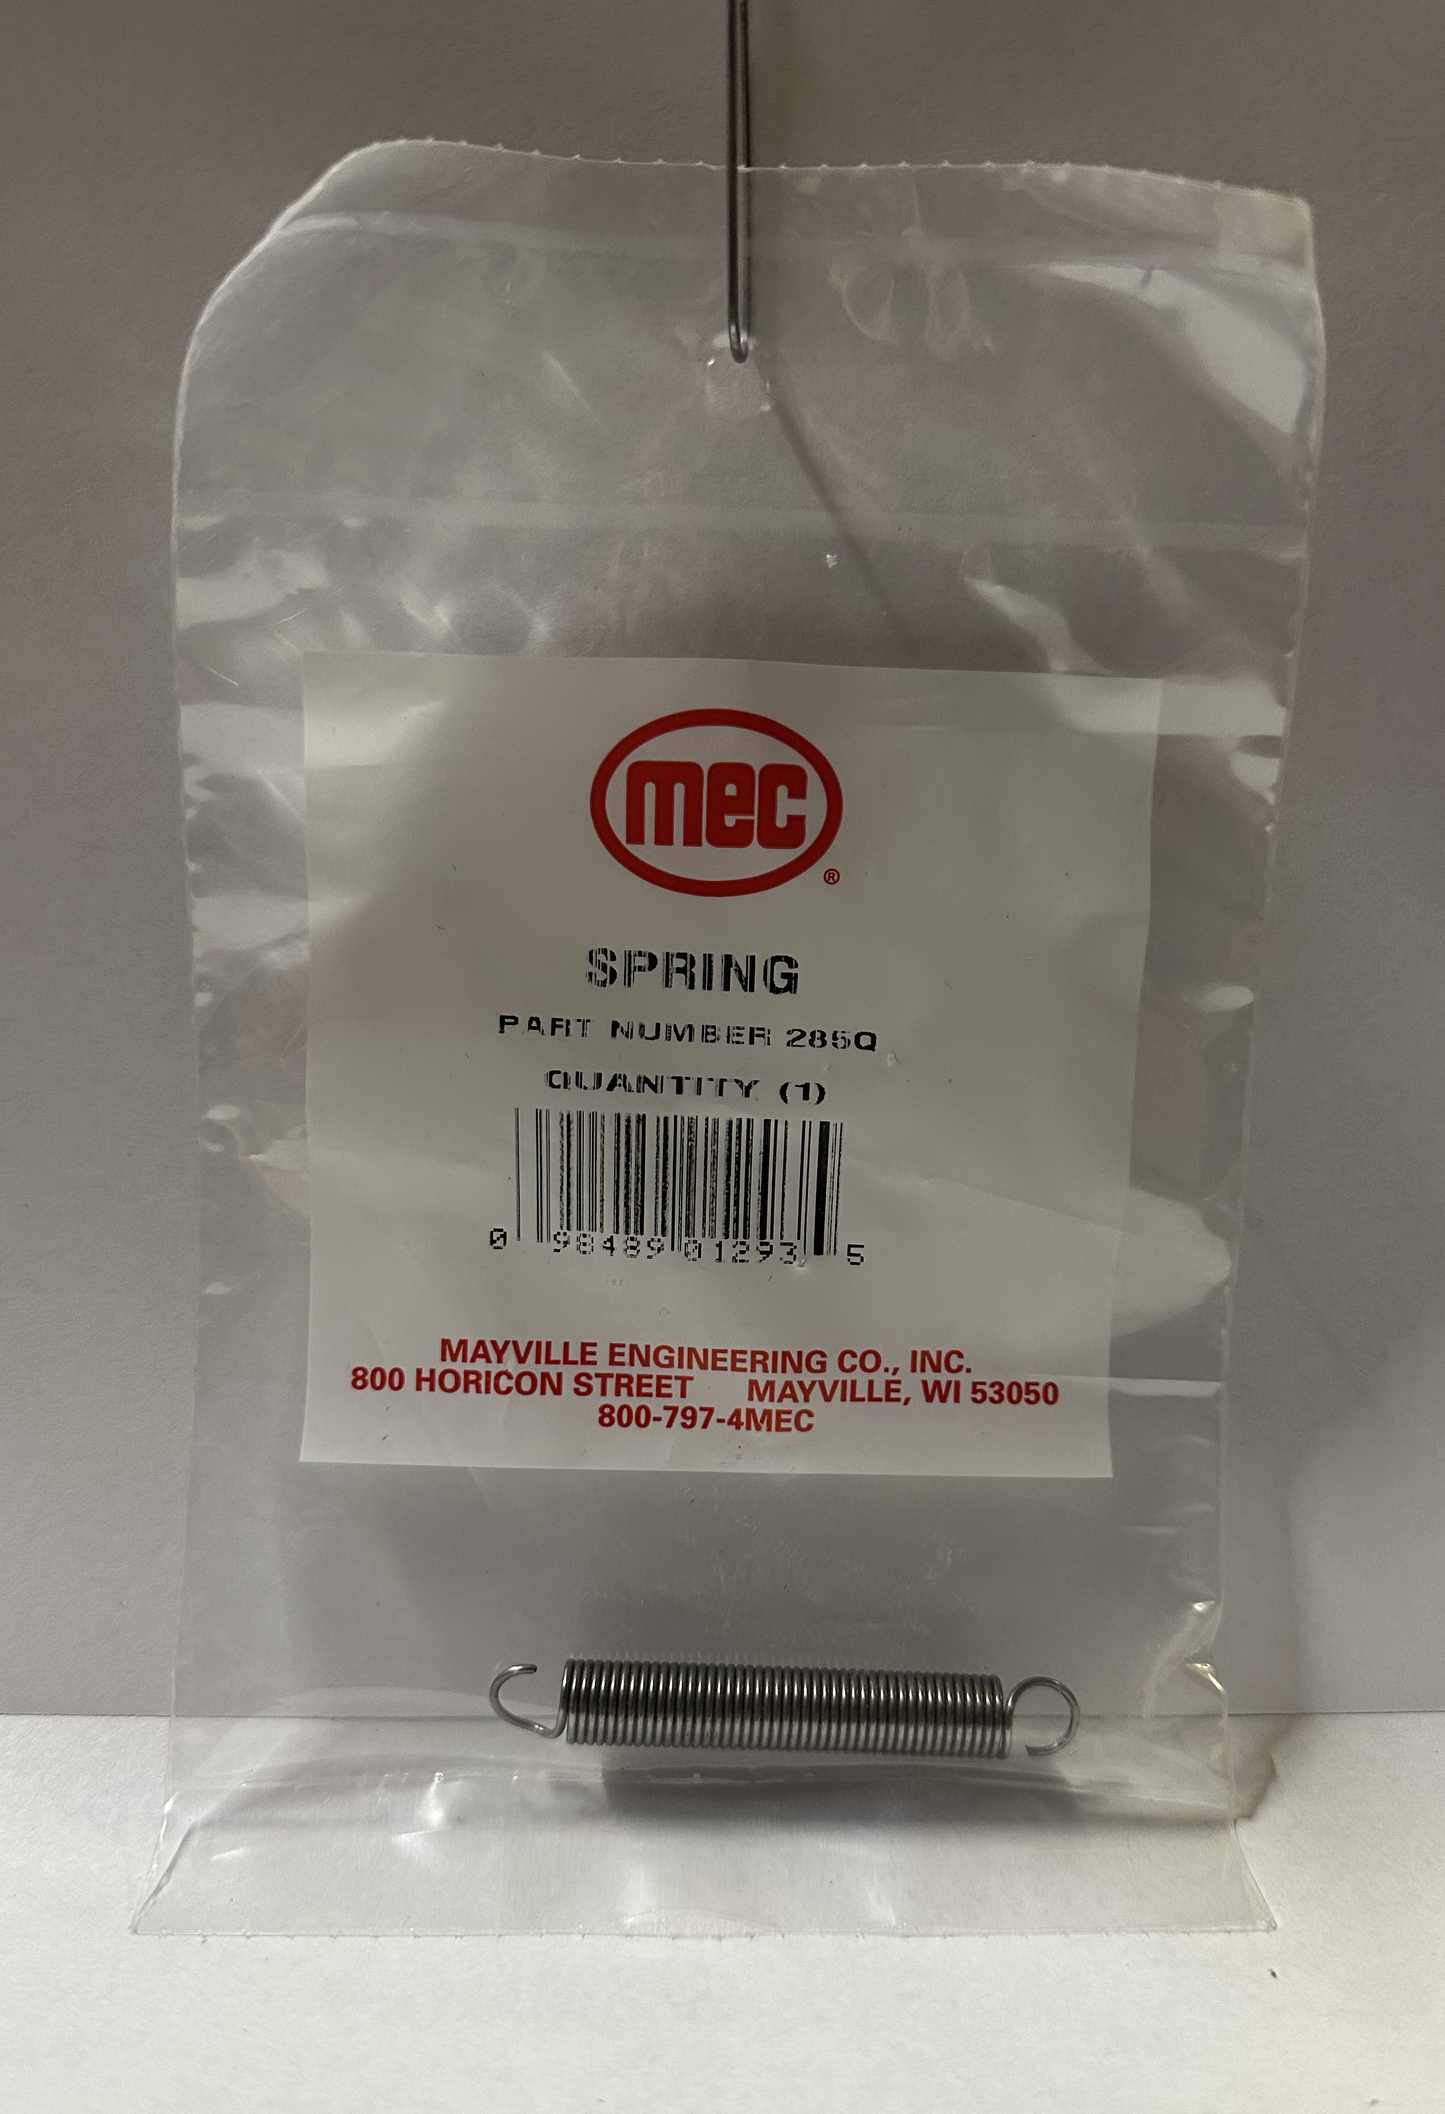 mec
®
SPRING
PART NUMBER 285Q
QUANTITY (1)
0 98489 01293 5
MAYVILLE ENGINEERING CO., INC.
800 HORICON STREET MAYVILLE, WI 53050
800-797-4MEC